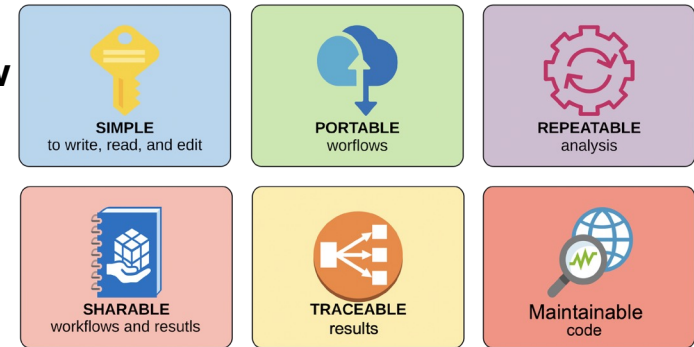 SIMPLE
to write, read, and edit
PORTABLE
worflows
REPEATABLE
analysis
SHARABLE
workflows and resutls
TRACEABLE
results
Maintainable
code